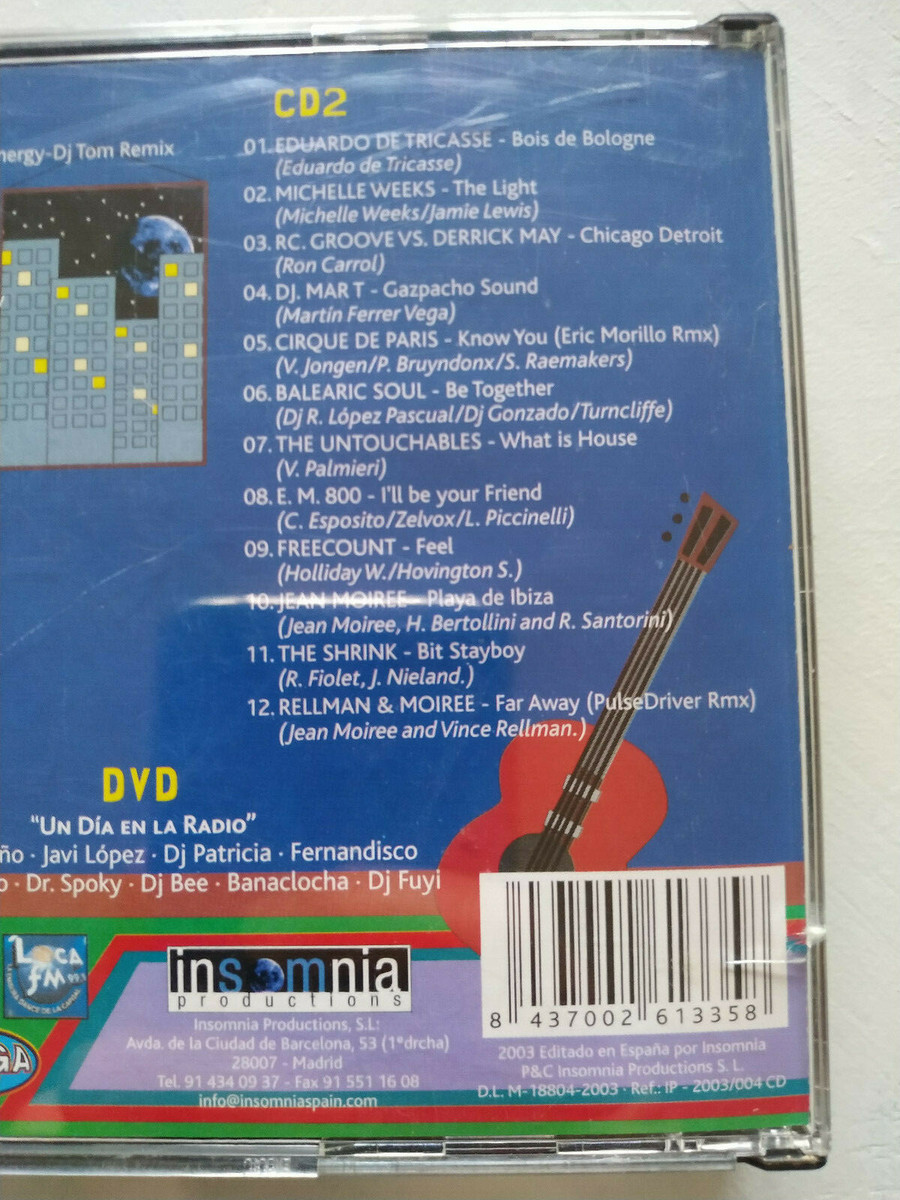 nergy-Dj Tom Remix
CD2
01. EDUARDO DE TRICASSE - Bois de Bologne
(Eduardo de Tricasse)
02. MICHELLE WEEKS - The Light
(Michelle Weeks/Jamie Lewis)
03. RC. GROOVE VS. DERRICK MAY - Chicago Detroit
(Ron Carrol)
04. DJ. MAR T - Gazpacho Sound
(Martín Ferrer Vega)
05. CIRQUE DE PARIS - Know You (Eric Morillo Rmx)
(V. Jongen/P. Bruyndonx/S. Raemakers)
06. BALEARIC SOUL - Be Together
(Dj R. López Pascual/Dj Gonzado/Turncliffe)
07. THE UNTOUCHABLES - What is House
(V. Palmieri)
08. E. M. 800 - I'll be your Friend
(C. Esposito/Zelvox/L. Piccinelli)
09. FREECOUNT - Feel
(Holliday W./Hovington S.)
10. JEAN MOIREE - Playa de Ibiza
(Jean Moiree, H. Bertollini and R. Santorini)
11. THE SHRINK - Bit Stayboy
(R. Fiolet, J. Nieland.)
12. RELLMAN & MOIREE - Far Away (PulseDriver Rmx)
(Jean Moiree and Vince Rellman.)
DVD
"UN DÍA EN LA RADIO"
ño · Javi López · Dj Patricia · Fernandisco
o · Dr. Spoky · Dj Bee · Banaclocha · Dj Fuyi
LOCA
FM
insomnia
productions
Insomnia Productions, S.L:
Avda. de la Ciudad de Barcelona, 53 (1ºdrcha)
28007 - Madrid
Tel. 91 434 09 37 - Fax 91 551 16 08
info@insomniaspain.com
GA
8 437002 613358
2003 Editado en España por Insomnia
P&C Insomnia Productions S. L.
D.L. M-18804-2003 - Ref.: IP - 2003/004 CD